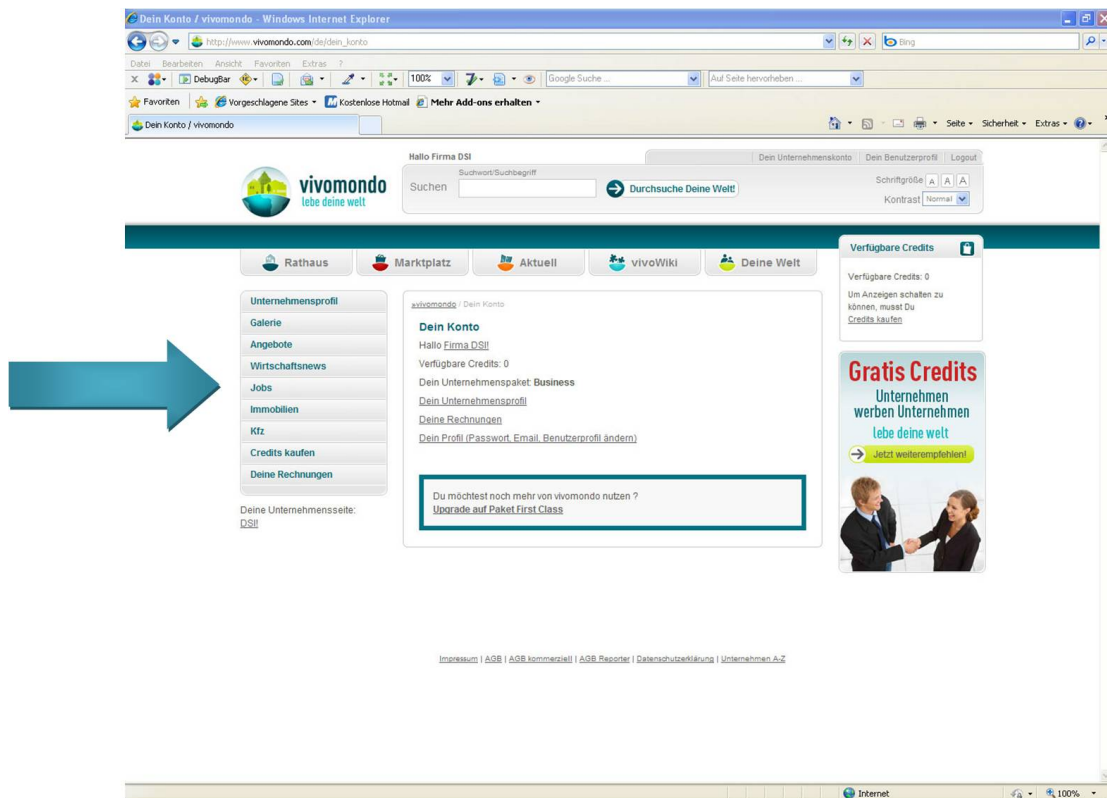 Dein Konto / vivomondo - Windows Internet Explorer
http://www.vivomondo.com/de/dein_konto
Bing
Datei Bearbeiten Ansicht Favoriten Extras ?
x DebugBar 100% Google Suche ... Auf Seite hervorheben ...
Favoriten Vorgeschlagene Sites Kostenlose Hotmail Mehr Add-ons erhalten
Dein Konto / vivomondo
Seite Sicherheit Extras
Hallo Firma DSI
Dein Unternehmenskonto Dein Benutzerprofil Logout
vivomondo
lebe deine welt
Suchwort/Suchbegriff
Suchen
Durchsuche Deine Welt!
Schriftgröße A A A
Kontrast Normal
Rathaus Marktplatz Aktuell vivoWiki Deine Welt
Unternehmensprofil
Galerie
Angebote
Wirtschaftsnews
Jobs
Immobilien
Kfz
Credits kaufen
Deine Rechnungen
Deine Unternehmensseite:
DSI!
»vivomondo / Dein Konto
Dein Konto
Hallo Firma DSI!
Verfügbare Credits: 0
Dein Unternehmenspaket: Business
Dein Unternehmensprofil
Deine Rechnungen
Dein Profil (Passwort, Email, Benutzerprofil ändern)
Du möchtest noch mehr von vivomondo nutzen ?
Upgrade auf Paket First Class
Verfügbare Credits
Verfügbare Credits: 0
Um Anzeigen schalten zu
können, musst Du
Credits kaufen
Gratis Credits
Unternehmen
werben Unternehmen
lebe deine welt
Jetzt weiterempfehlen!
Impressum | AGB | AGB kommerziell | AGB Reporter | Datenschutzerklärung | Unternehmen A-Z
Internet
100%